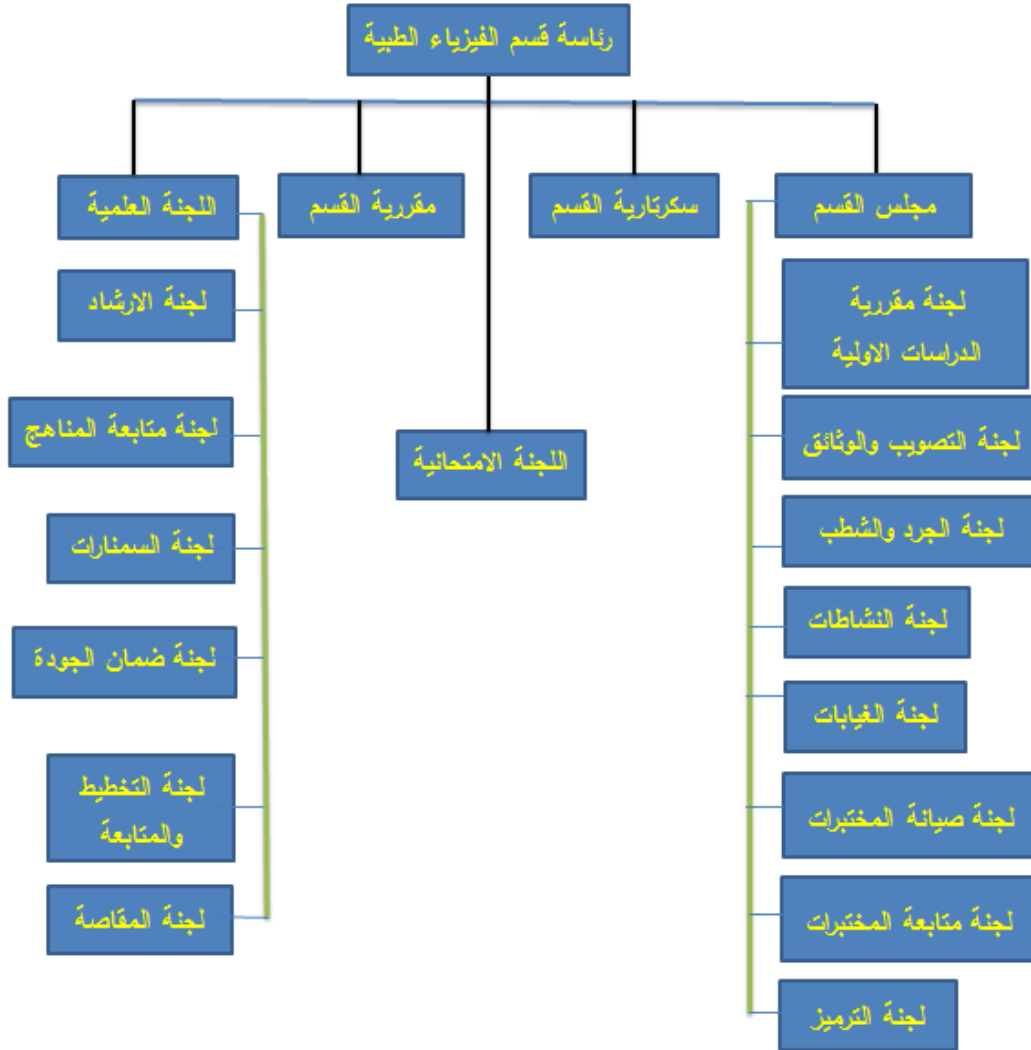 رئاسة قسم الفيزياء الطبية
مجلس القسم
سكرتارية القسم
مقررية القسم
اللجنة العلمية
لجنة مقررية
الدراسات الاولية
لجنة التصويب والوثائق
لجنة الجرد والشطب
لجنة النشاطات
لجنة الغيابات
لجنة صيانة المختبرات
لجنة متابعة المختبرات
لجنة الترميز
اللجنة الامتحانية
لجنة الارشاد
لجنة متابعة المناهج
لجنة السمنارات
لجنة ضمان الجودة
لجنة التخطيط
والمتابعة
لجنة المقاصة